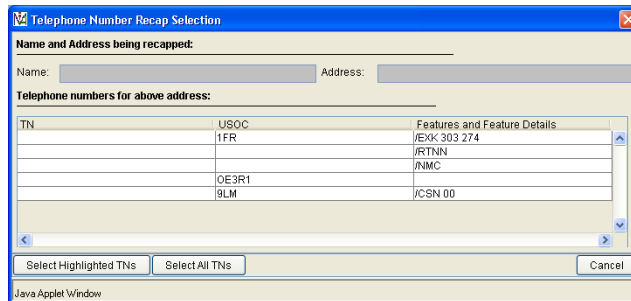 Telephone Number Recap Selection
Name and Address being recapped:
Name: Address:
Telephone numbers for above address:
TN USOC Features and Feature Details
1FR /EXK 303 274
/RTNN
/NMC
OE3R1
9LM /CSN 00
Select Highlighted TNs Select All TNs Cancel
Java Applet Window